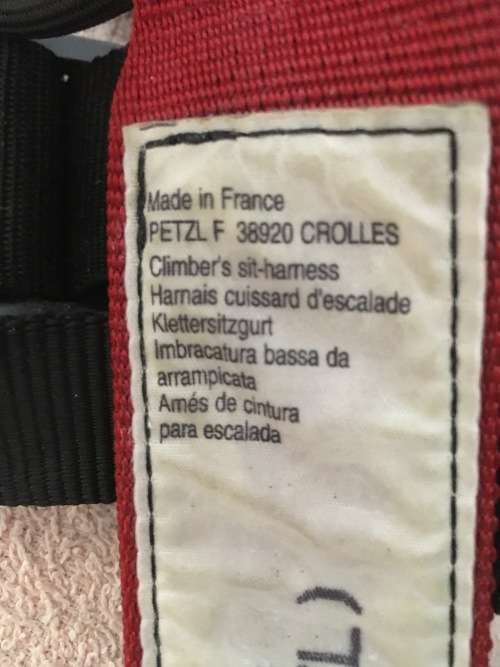 Made in France
PETZL F 38920 CROLLES
Climber's sit-harness
Harnais cuissard d'escalade
Klettersitzgurt
Imbracatura bassa da
arrampicata
Arnés de cintura
para escalada
L)